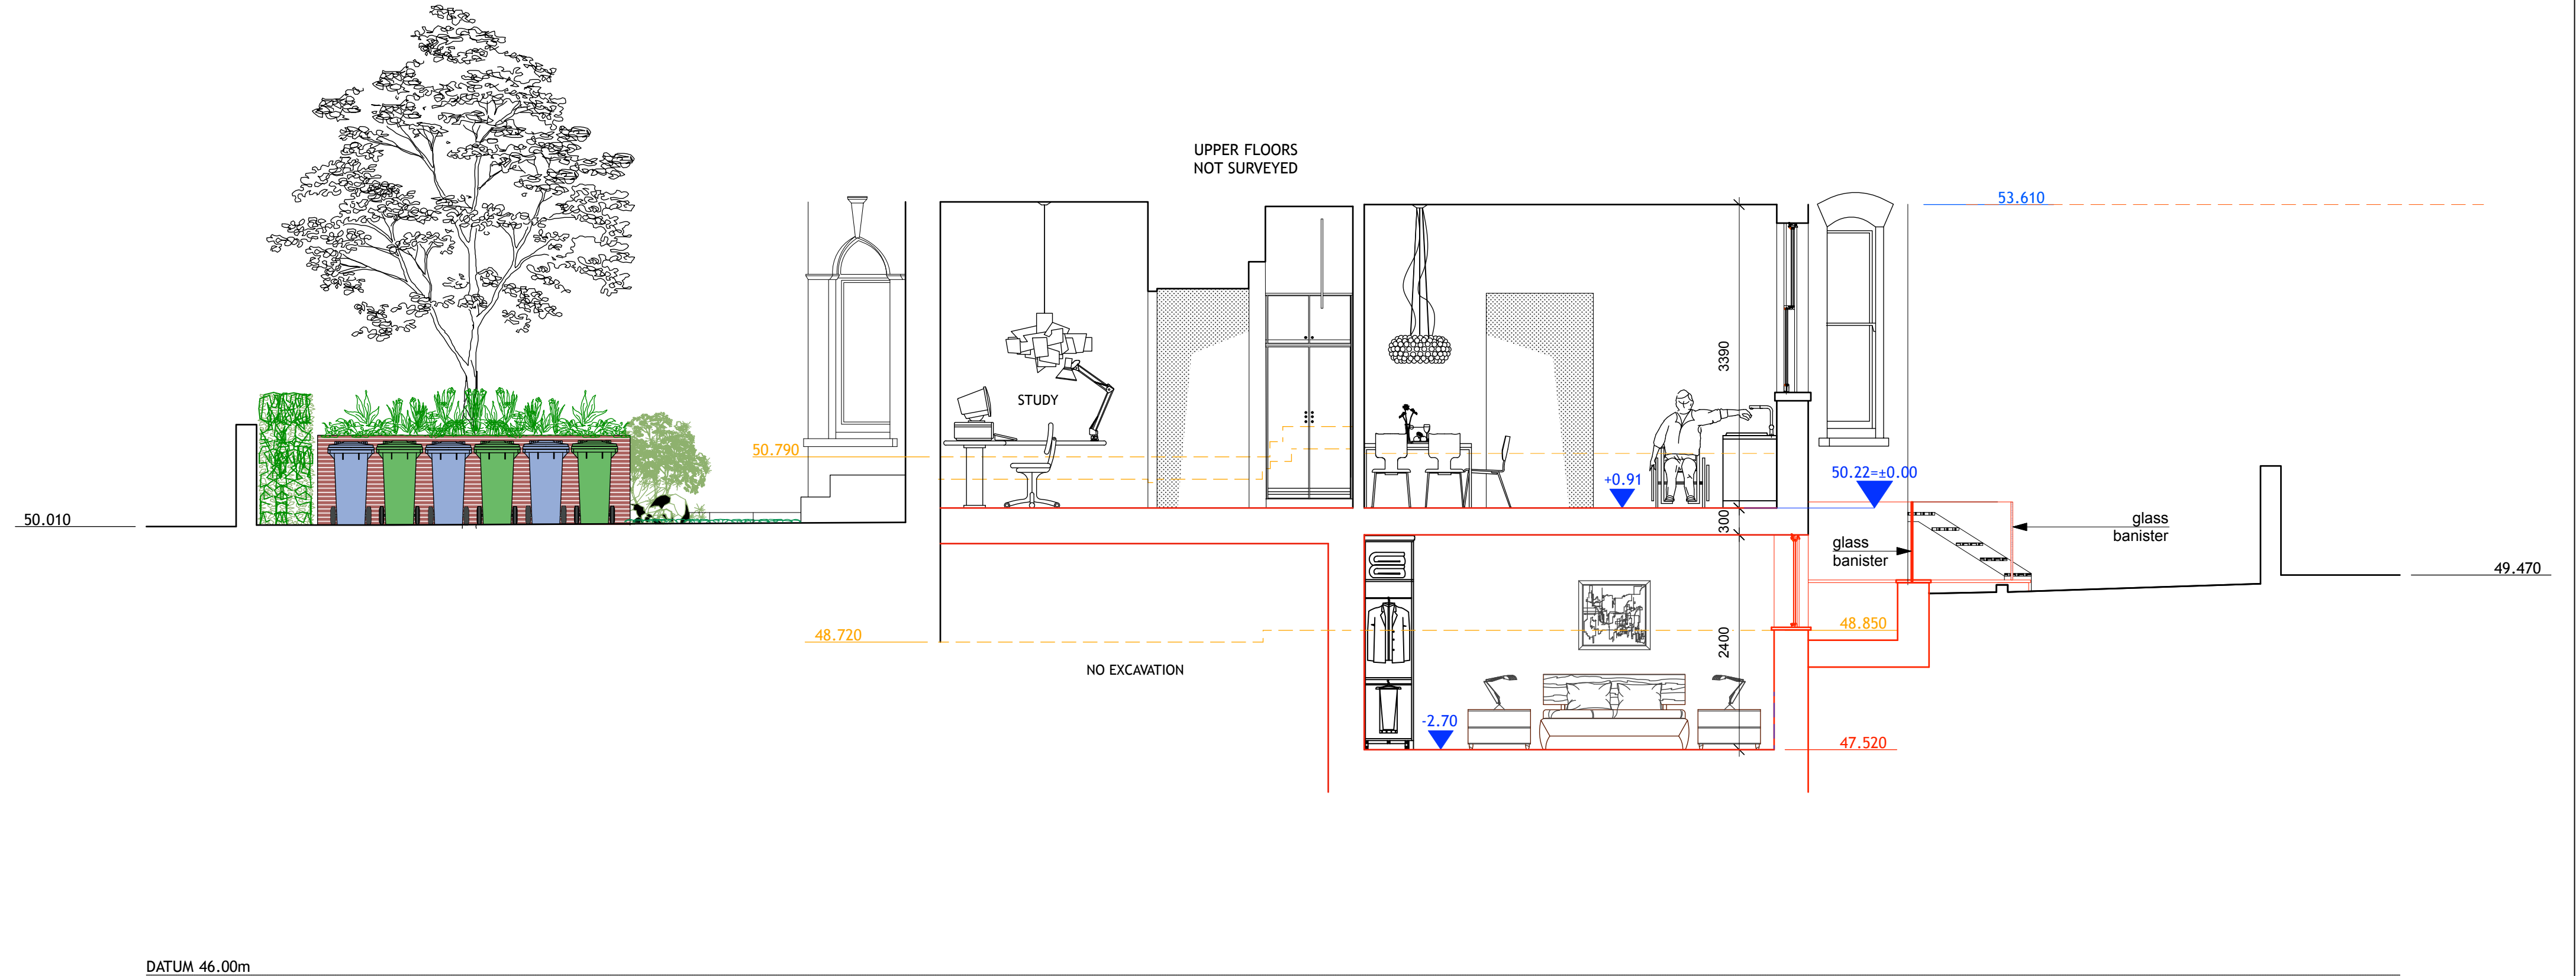 UPPER FLOORS
NOT SURVEYED
53.610
3390
STUDY
50.790
+0.91
50.22=±0.00
50.010
300
glass
banister
glass
banister
49.470
48.720
48.850
2400
NO EXCAVATION
-2.70
47.520
DATUM 46.00m